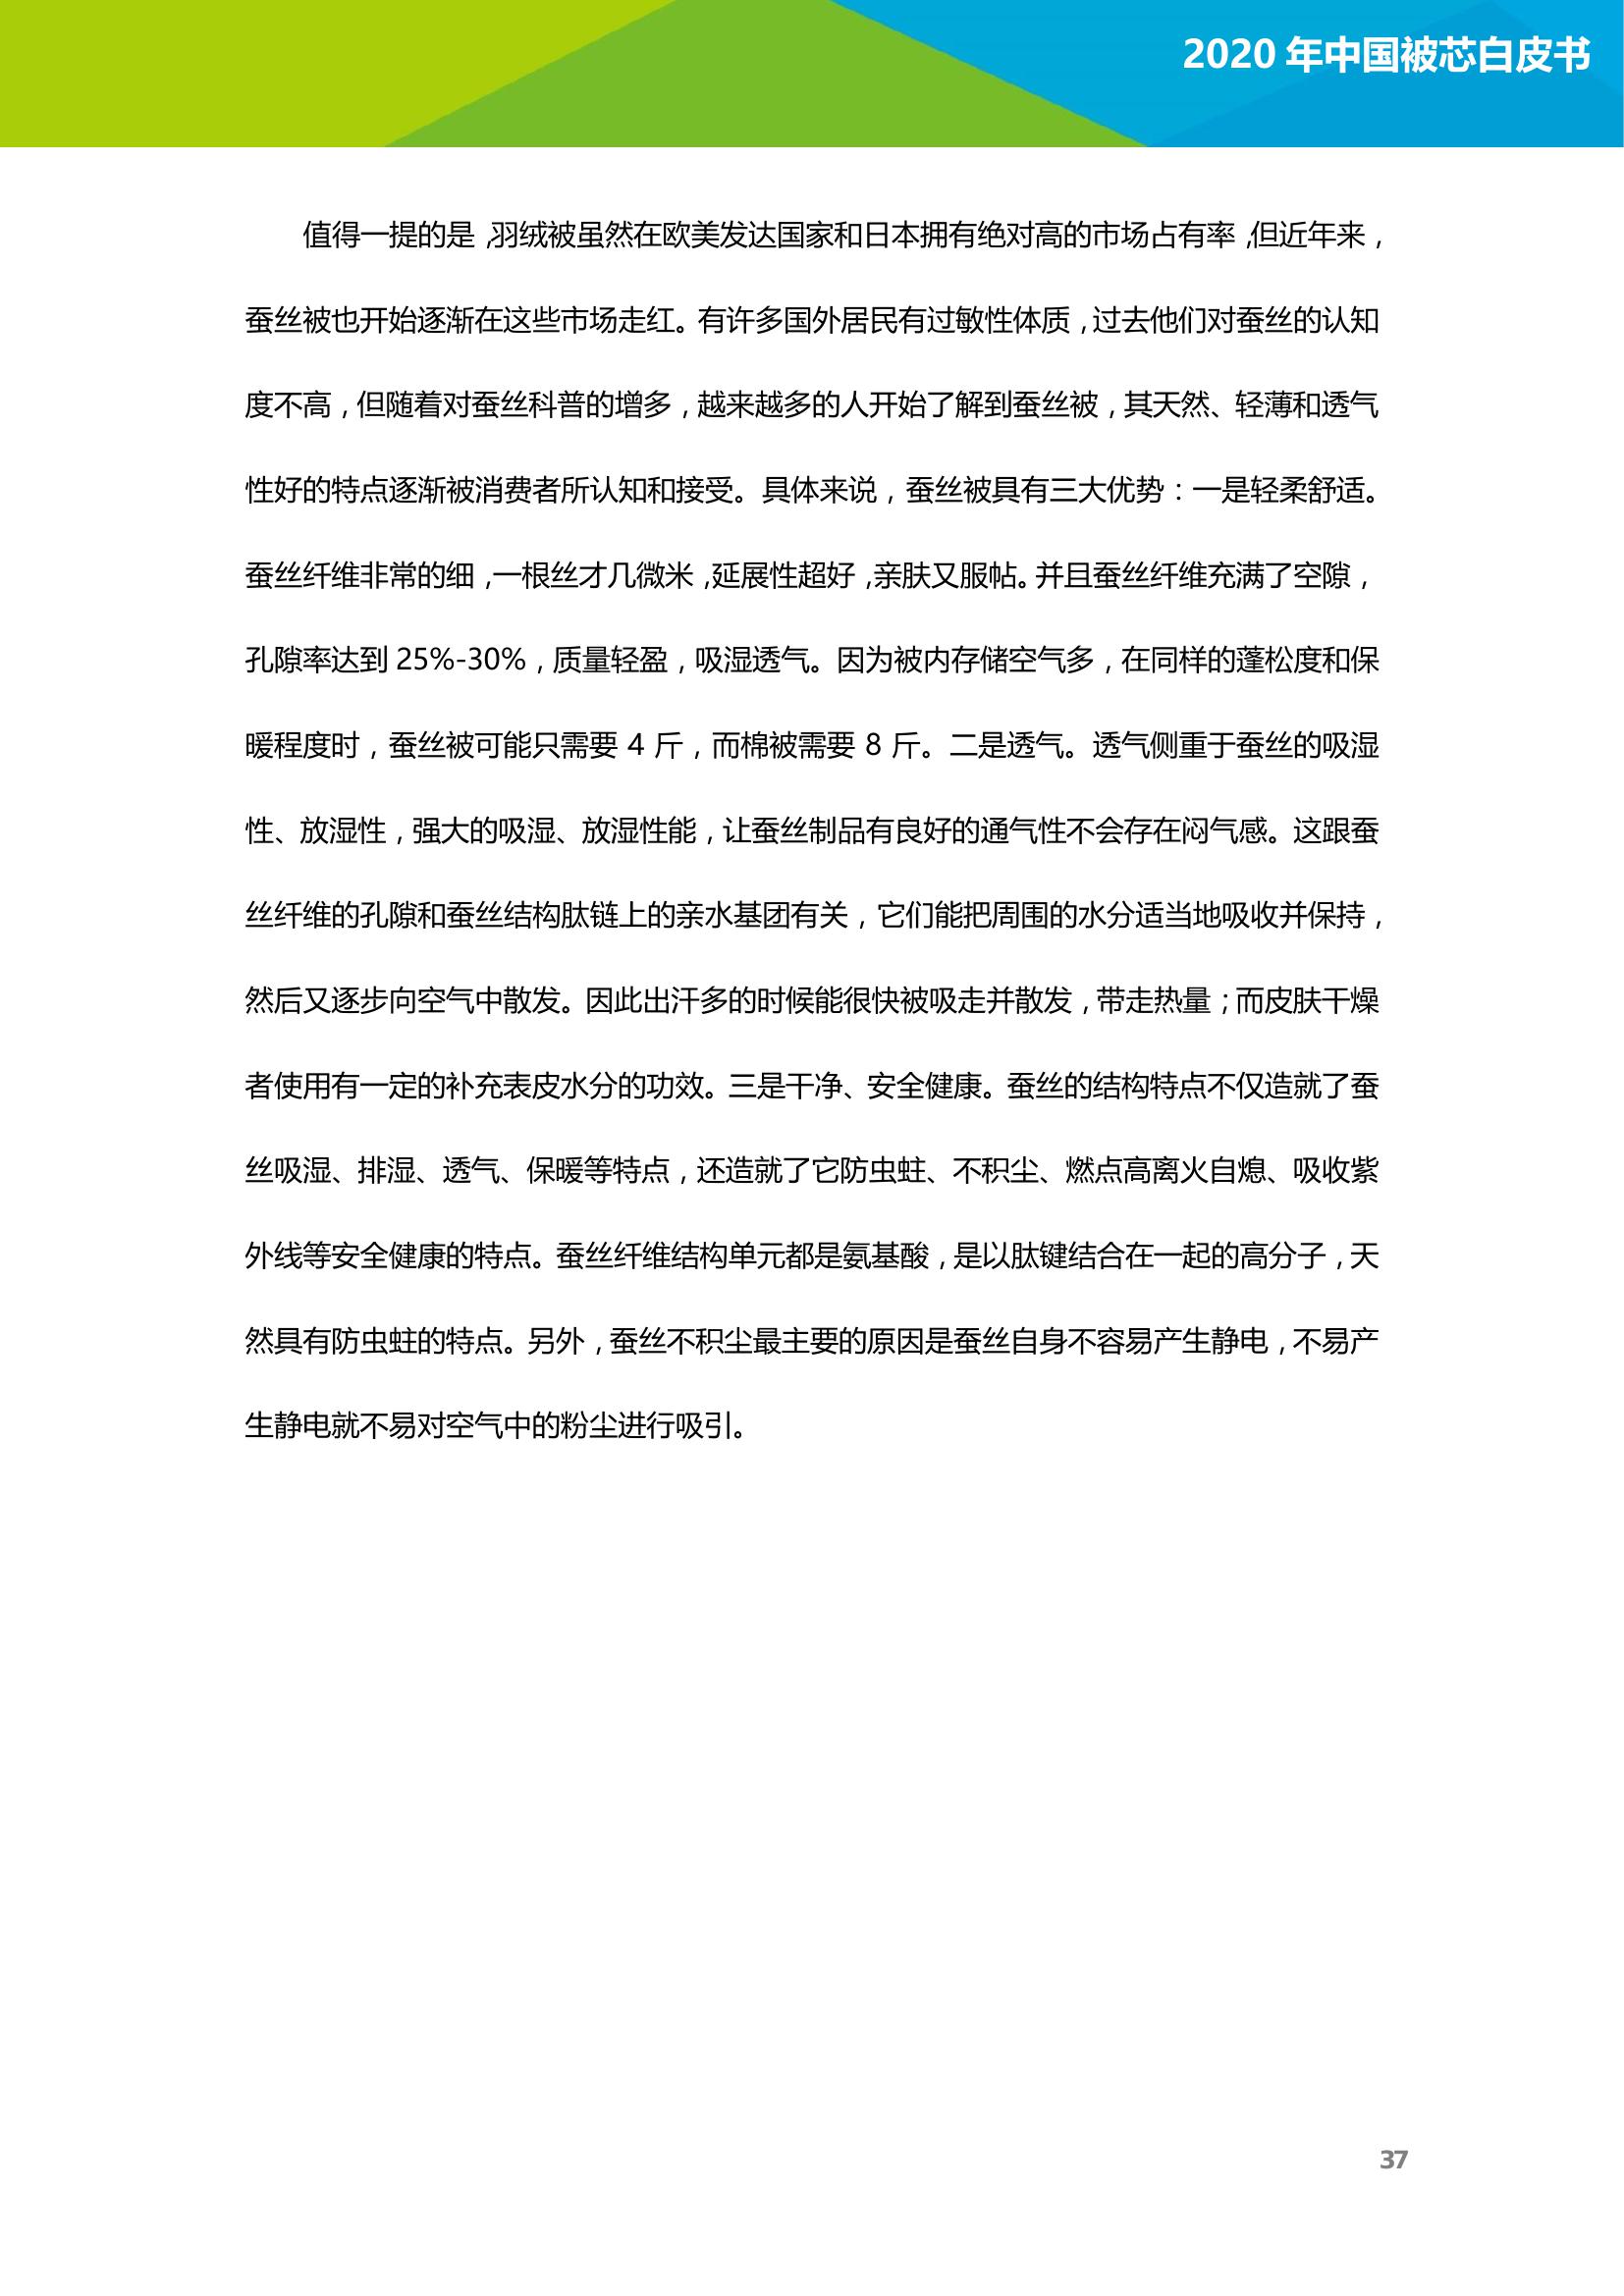 2020 年中国被芯白皮书
值得一提的是，羽绒被虽然在欧美发达国家和日本拥有绝对高的市场占有率，但近年来，
蚕丝被也开始逐渐在这些市场走红。有许多国外居民有过敏性体质，过去他们对蚕丝的认知
度不高，但随着对蚕丝科普的增多，越来越多的人开始了解到蚕丝被，其天然、轻薄和透气
性好的特点逐渐被消费者所认知和接受。具体来说，蚕丝被具有三大优势：一是轻柔舒适。
蚕丝纤维非常的细，一根丝才几微米，延展性超好，亲肤又服帖。并且蚕丝纤维充满了空隙，
孔隙率达到 25%-30%，质量轻盈，吸湿透气。因为被内存储空气多，在同样的蓬松度和保
暖程度时，蚕丝被可能只需要 4 斤，而棉被需要 8 斤。二是透气。透气侧重于蚕丝的吸湿
性、放湿性，强大的吸湿、放湿性能，让蚕丝制品有良好的通气性不会存在闷气感。这跟蚕
丝纤维的孔隙和蚕丝结构肽链上的亲水基团有关，它们能把周围的水分适当地吸收并保持，
然后又逐步向空气中散发。因此出汗多的时候能很快被吸走并散发，带走热量；而皮肤干燥
者使用有一定的补充表皮水分的功效。三是干净、安全健康。蚕丝的结构特点不仅造就了蚕
丝吸湿、排湿、透气、保暖等特点，还造就了它防虫蛀、不积尘、燃点高离火自熄、吸收紫
外线等安全健康的特点。蚕丝纤维结构单元都是氨基酸，是以肽键结合在一起的高分子，天
然具有防虫蛀的特点。另外，蚕丝不积尘最主要的原因是蚕丝自身不容易产生静电，不易产
生静电就不易对空气中的粉尘进行吸引。
37